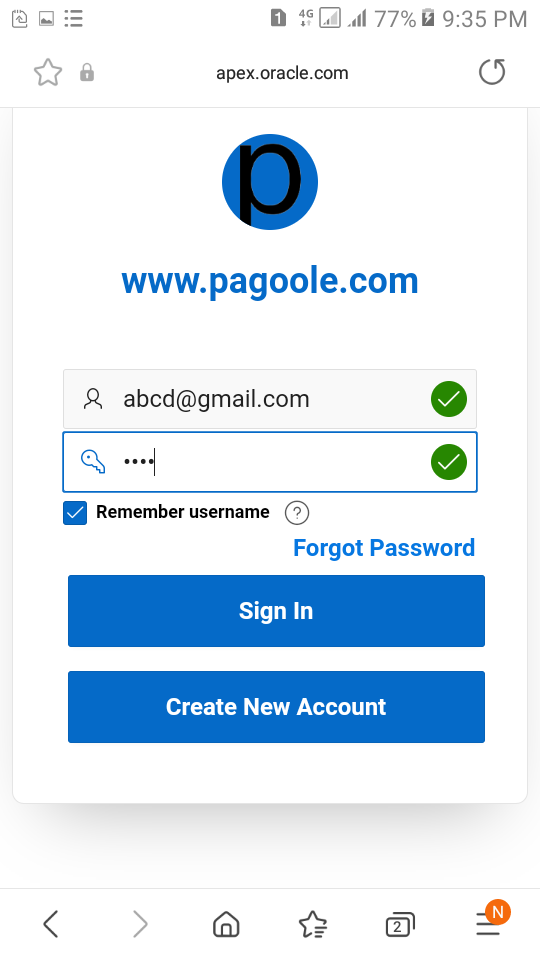 1 4G 77% 9:35 PM
apex.oracle.com
p
www.pagoole.com
abcd@gmail.com
••••
Remember username ?
Forgot Password
Sign In
Create New Account
2 N